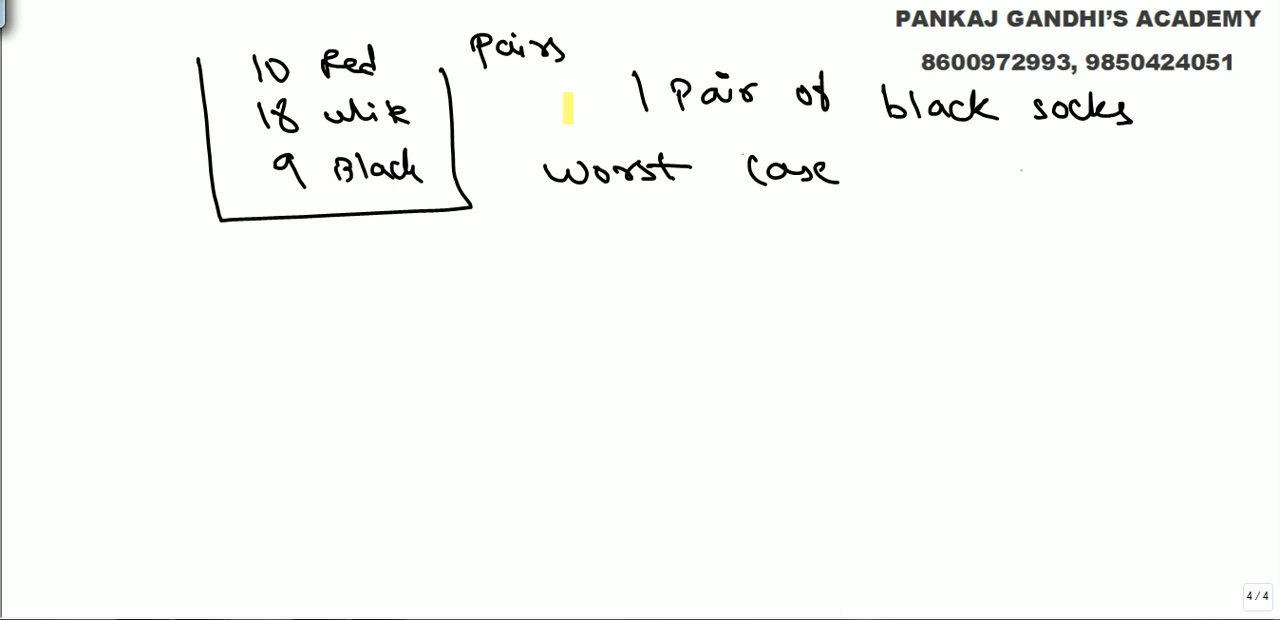 PANKAJ GANDHI'S ACADEMY
8600972993, 9850424051
10 Red
18 White
9 Black
Pairs
1 Pair of black socks
worst case
4 / 4